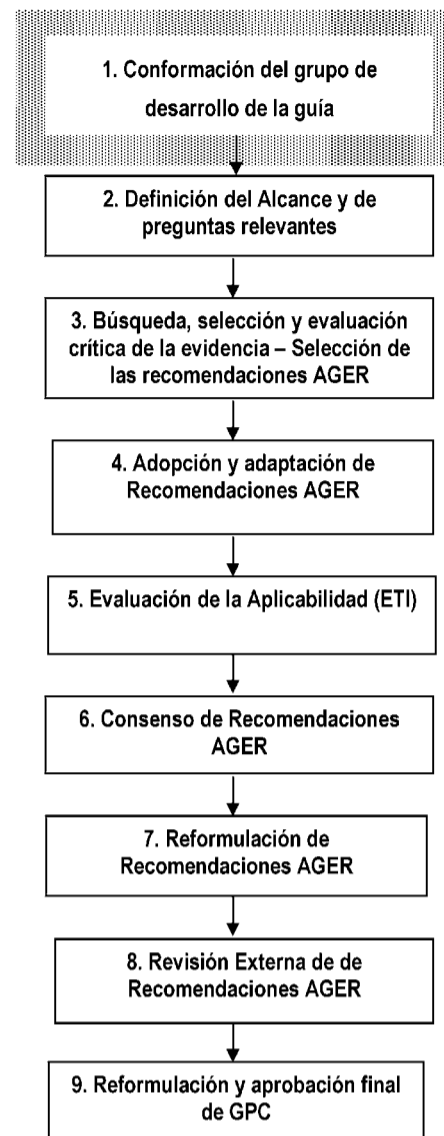 1. Conformación del grupo de
desarrollo de la guía
2. Definición del Alcance y de
preguntas relevantes
3. Búsqueda, selección y evaluación
crítica de la evidencia – Selección de
las recomendaciones AGER
4. Adopción y adaptación de
Recomendaciones AGER
5. Evaluación de la Aplicabilidad (ETI)
6. Consenso de Recomendaciones
AGER
7. Reformulación de
Recomendaciones AGER
8. Revisión Externa de de
Recomendaciones AGER
9. Reformulación y aprobación final
de GPC